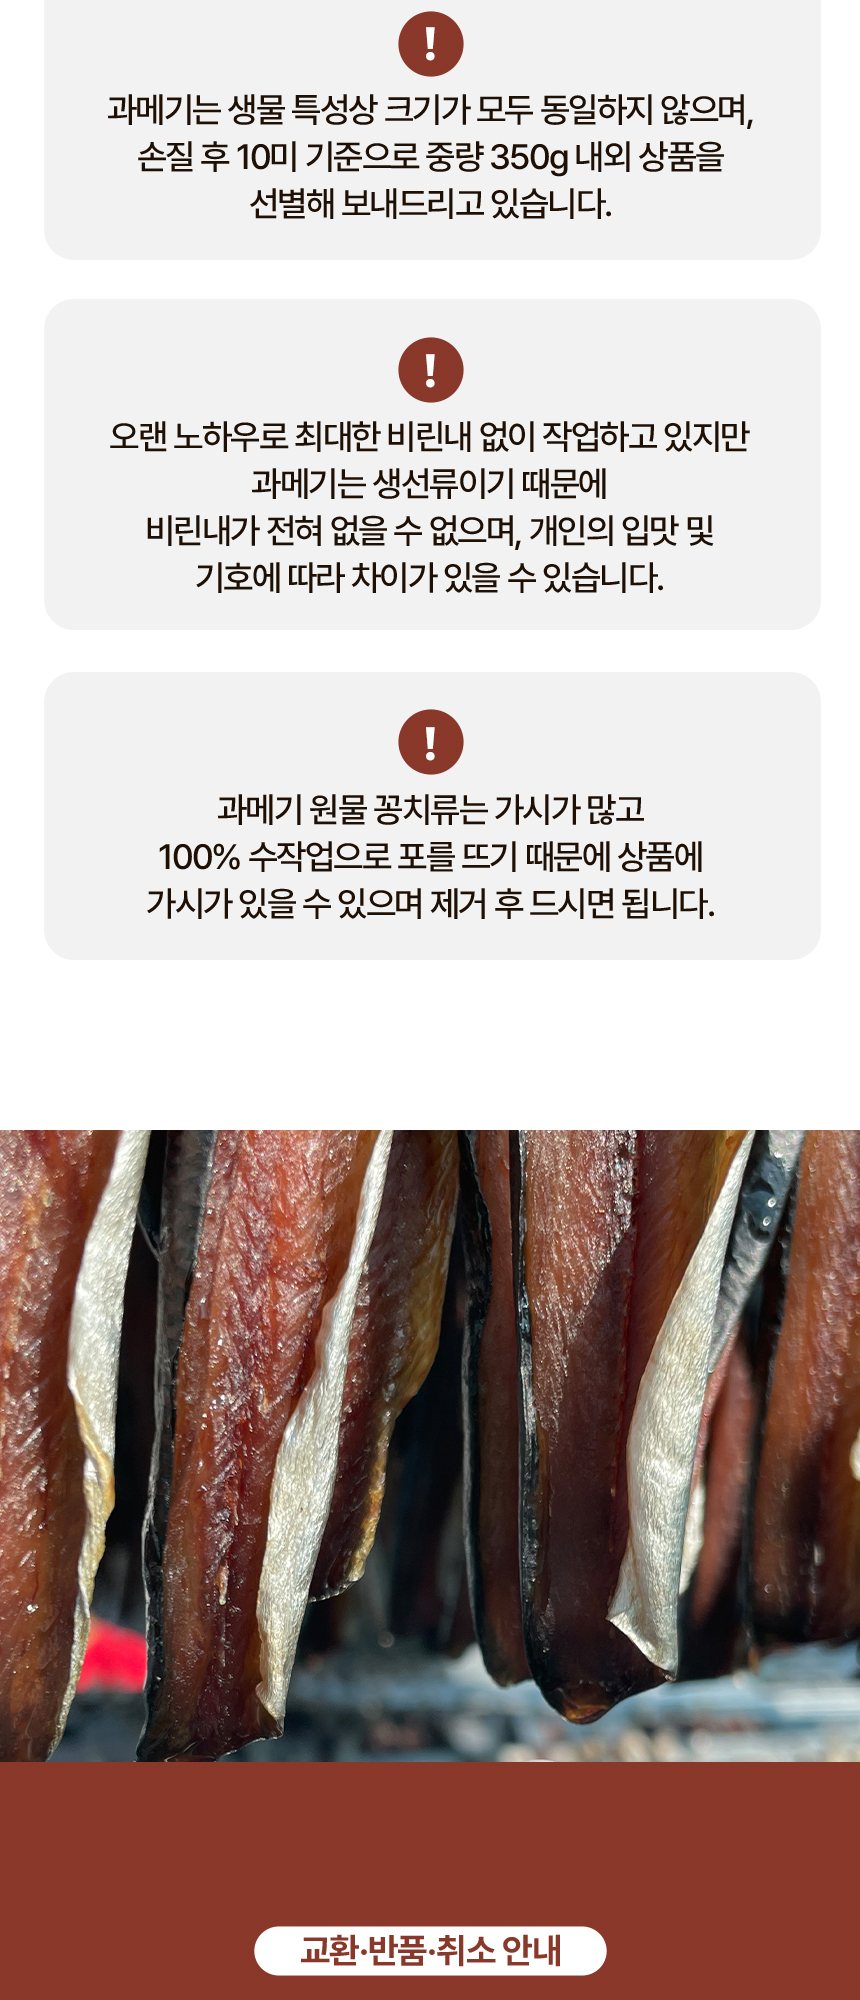 과메기는 생물 특성상 크기가 모두 동일하지 않으며,
손질 후 10미 기준으로 중량 350g 내외 상품을
선별해 보내드리고 있습니다.
오랜 노하우로 최대한 비린내 없이 작업하고 있지만
과메기는 생선류이기 때문에
비린내가 전혀 없을 수 없으며, 개인의 입맛 및
기호에 따라 차이가 있을 수 있습니다.
과메기 원물 꽁치류는 가시가 많고
100% 수작업으로 포를 뜨기 때문에 상품에
가시가 있을 수 있으며 제거 후 드시면 됩니다.
교환·반품·취소 안내